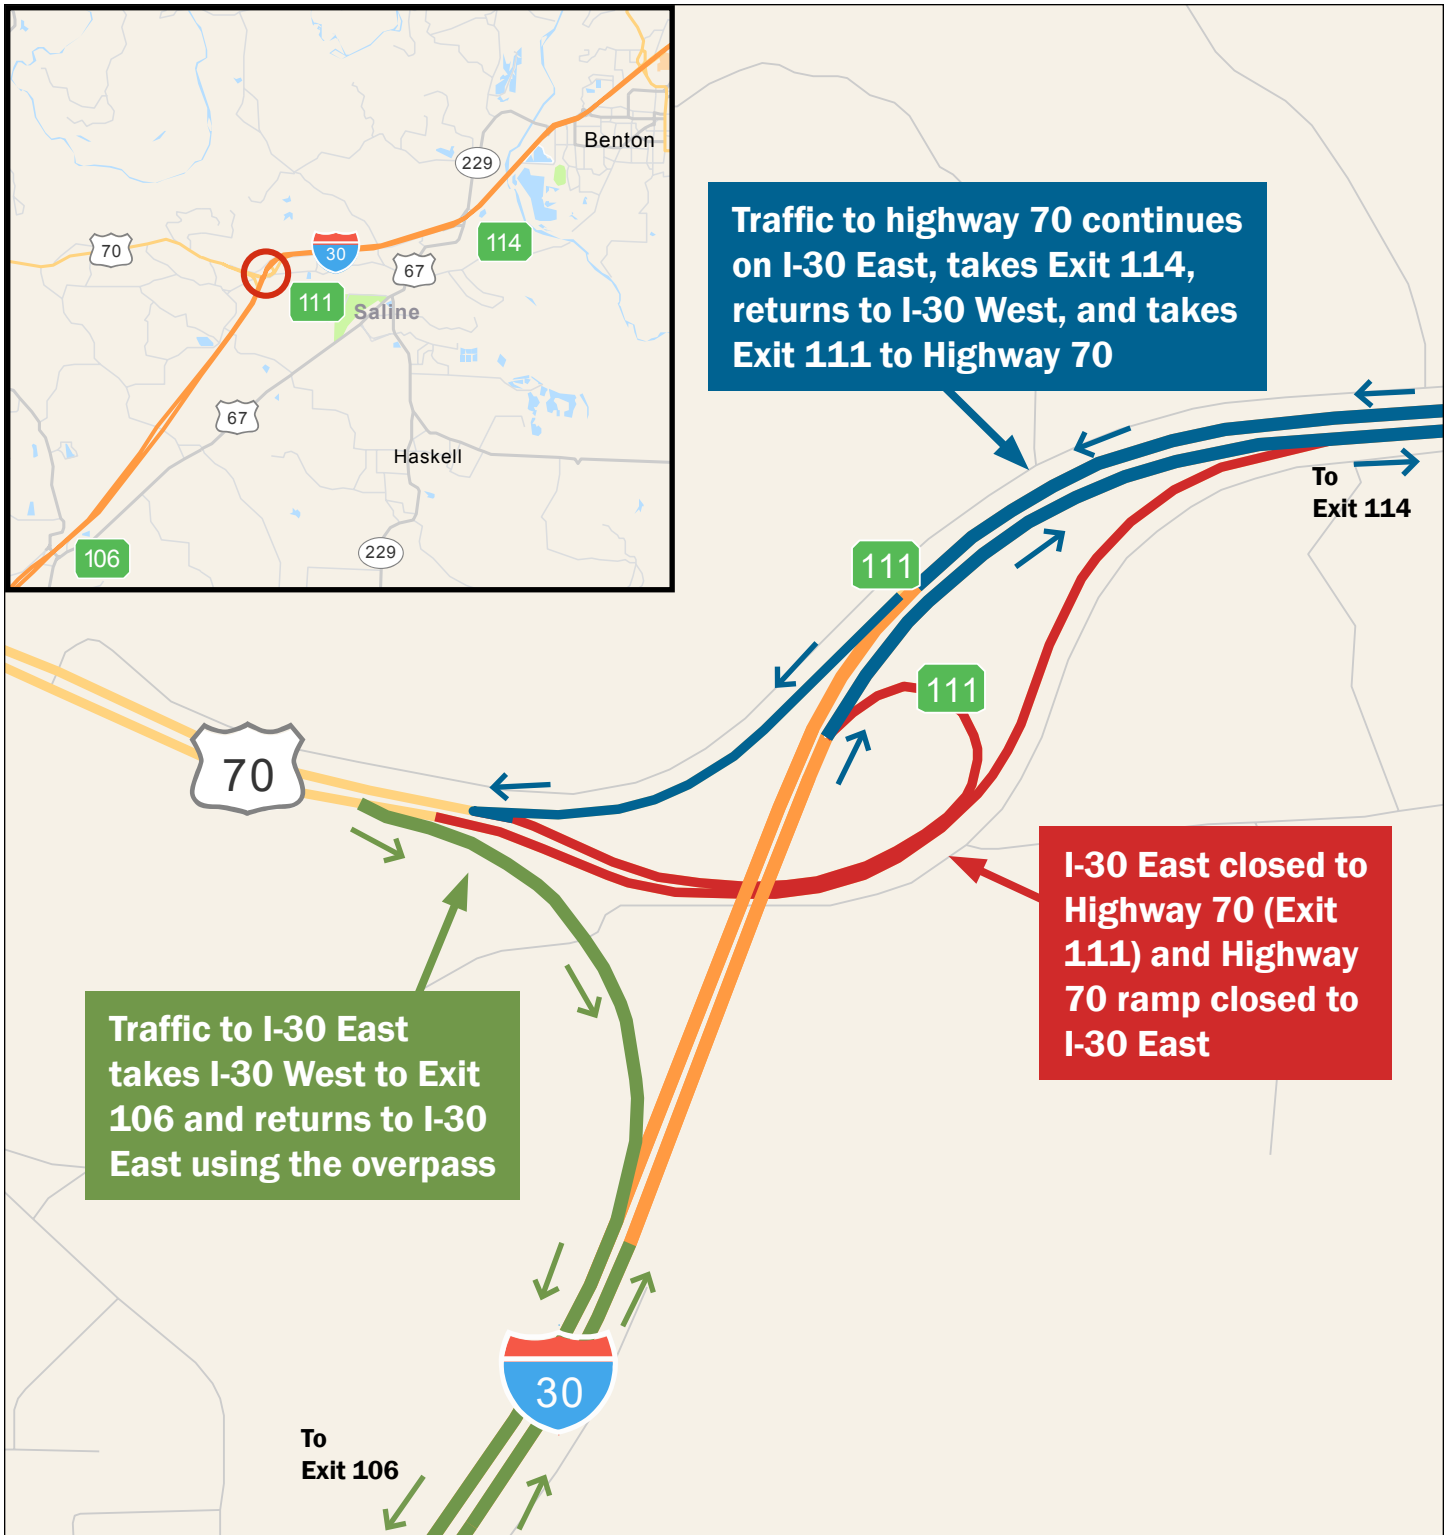 Benton
229
70
30
114
67
111
Saline
67
Haskell
106
229
Traffic to highway 70 continues
on I-30 East, takes Exit 114,
returns to I-30 West, and takes
Exit 111 to Highway 70
To
Exit 114
111
111
70
I-30 East closed to
Highway 70 (Exit
111) and Highway
70 ramp closed to
I-30 East
Traffic to I-30 East
takes I-30 West to Exit
106 and returns to I-30
East using the overpass
30
To
Exit 106